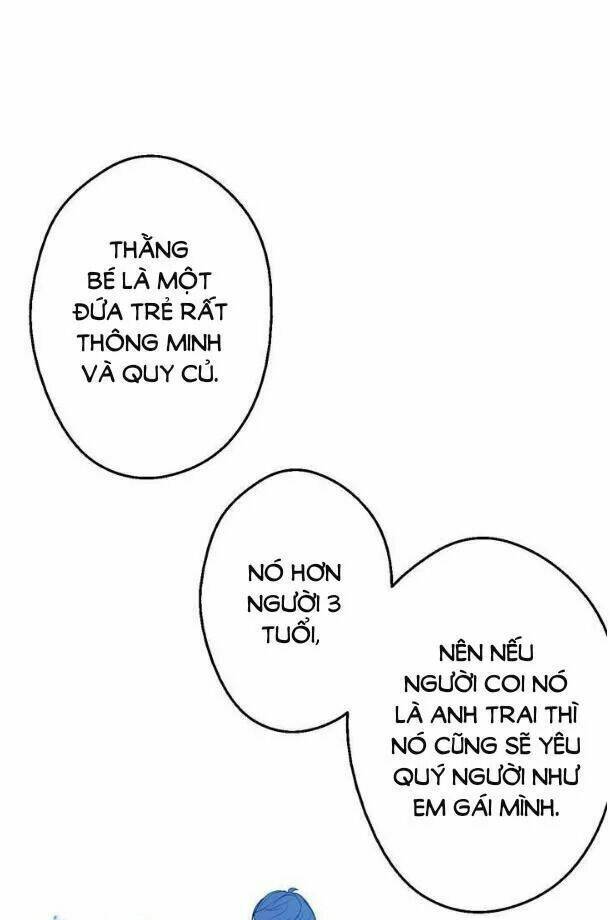 THẰNG
BÉ LÀ MỘT
ĐỨA TRẺ RẤT
THÔNG MINH
VÀ QUY CỦ.
NÓ HƠN
NGƯỜI 3
TUỔI,
NÊN NẾU
NGƯỜI COI NÓ
LÀ ANH TRAI THÌ
NÓ CŨNG SẼ YÊU
QUÝ NGƯỜI NHƯ
EM GÁI MÌNH.